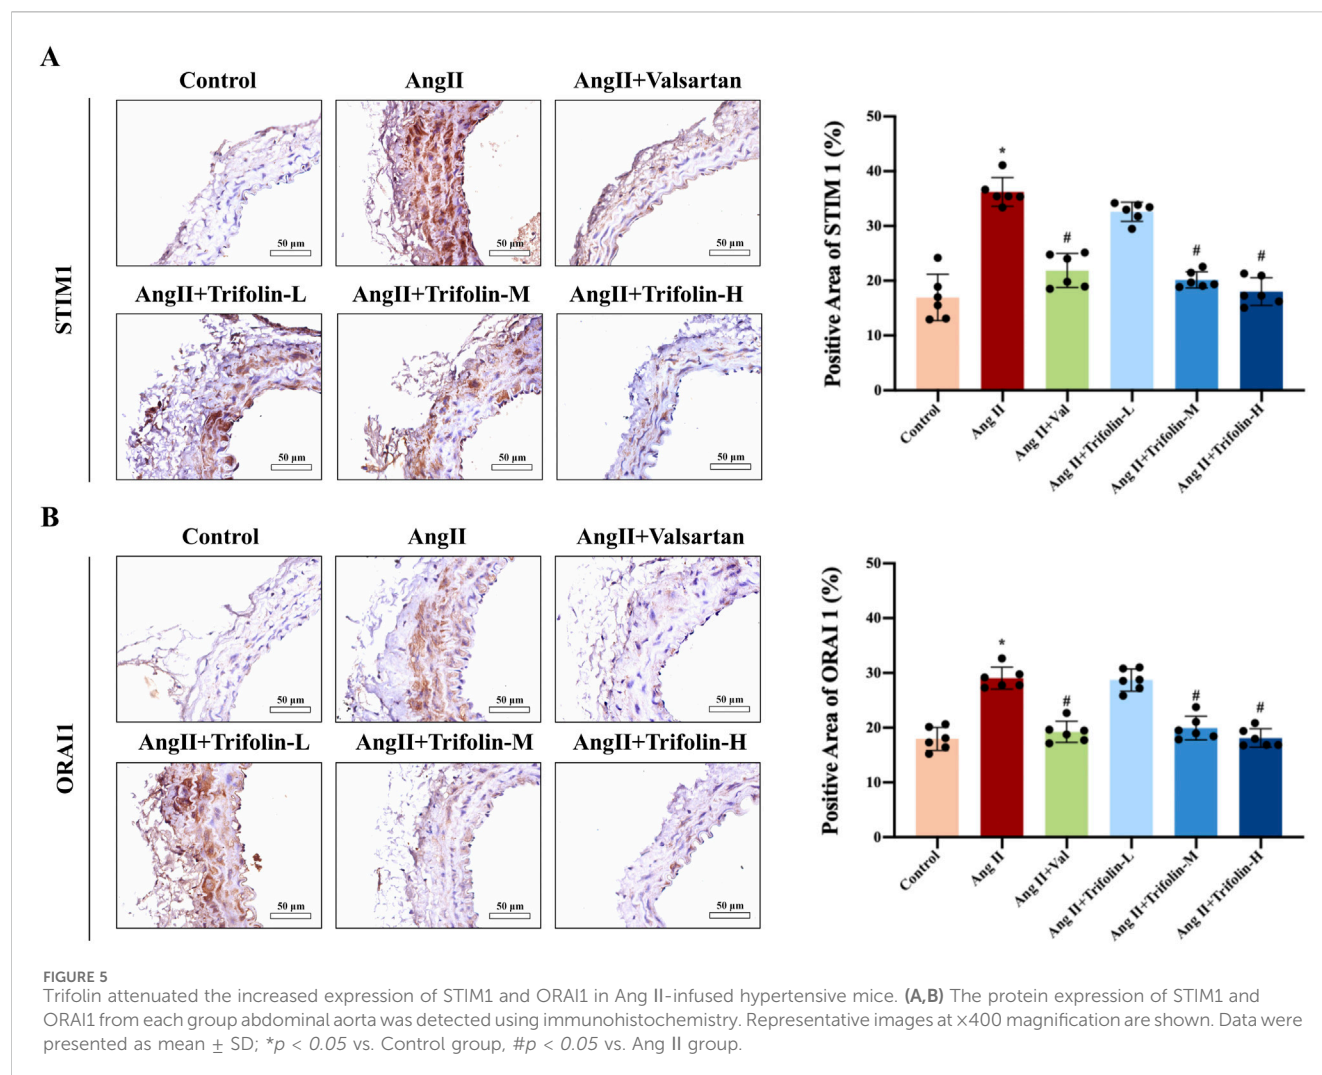 A
Control
AngII
AngII+Valsartan
50 µm
50 µm
50 µm
STIM1
AngII+Trifolin-L
AngII+Trifolin-M
AngII+Trifolin-H
50 µm
50 µm
50 µm
Positive Area of STIM 1 (%)
50
40
30
20
10
0
*
#
#
#
Control
Ang II
Ang II+Val
Ang II+Trifolin-L
Ang II+Trifolin-M
Ang II+Trifolin-H
B
Control
AngII
AngII+Valsartan
50 µm
50 µm
50 µm
ORAI1
AngII+Trifolin-L
AngII+Trifolin-M
AngII+Trifolin-H
50 µm
50 µm
50 µm
Positive Area of ORAI 1 (%)
50
40
30
20
10
0
*
#
#
#
Control
Ang II
Ang II+Val
Ang II+Trifolin-L
Ang II+Trifolin-M
Ang II+Trifolin-H
FIGURE 5
Trifolin attenuated the increased expression of STIM1 and ORAI1 in Ang II-infused hypertensive mice. (A,B) The protein expression of STIM1 and
ORAI1 from each group abdominal aorta was detected using immunohistochemistry. Representative images at ×400 magnification are shown. Data were
presented as mean ± SD; *p < 0.05 vs. Control group, #p < 0.05 vs. Ang II group.